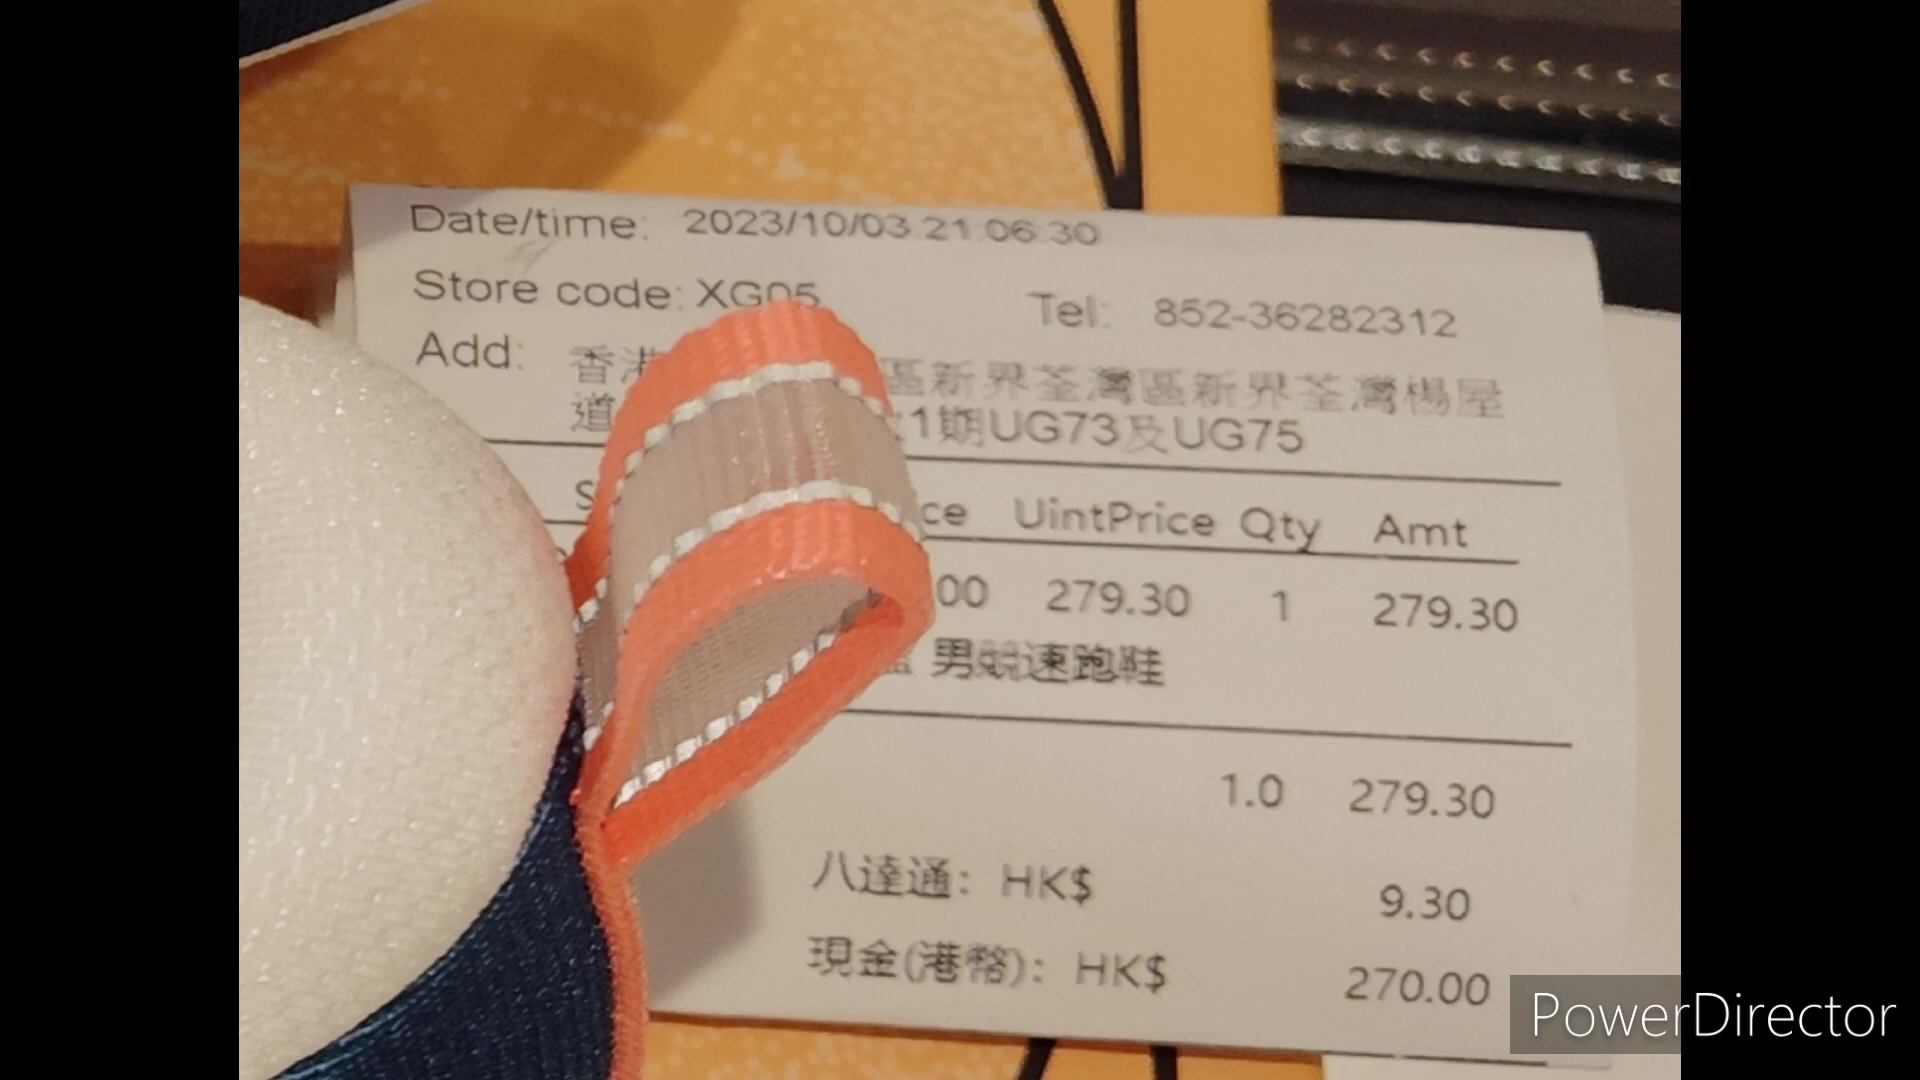 Date/time: 2023/10/03 21:06:30
Store code: XG05
Tel: 852-36282312
Add: 香港 區新界荃灣區新界荃灣楊屋
道 1期UG73及UG75
UintPrice Qty Amt
00 279.30 1 279.30
男競速跑鞋
1.0 279.30
八達通: HK$ 9.30
現金(港幣): HK$ 270.00
PowerDirector